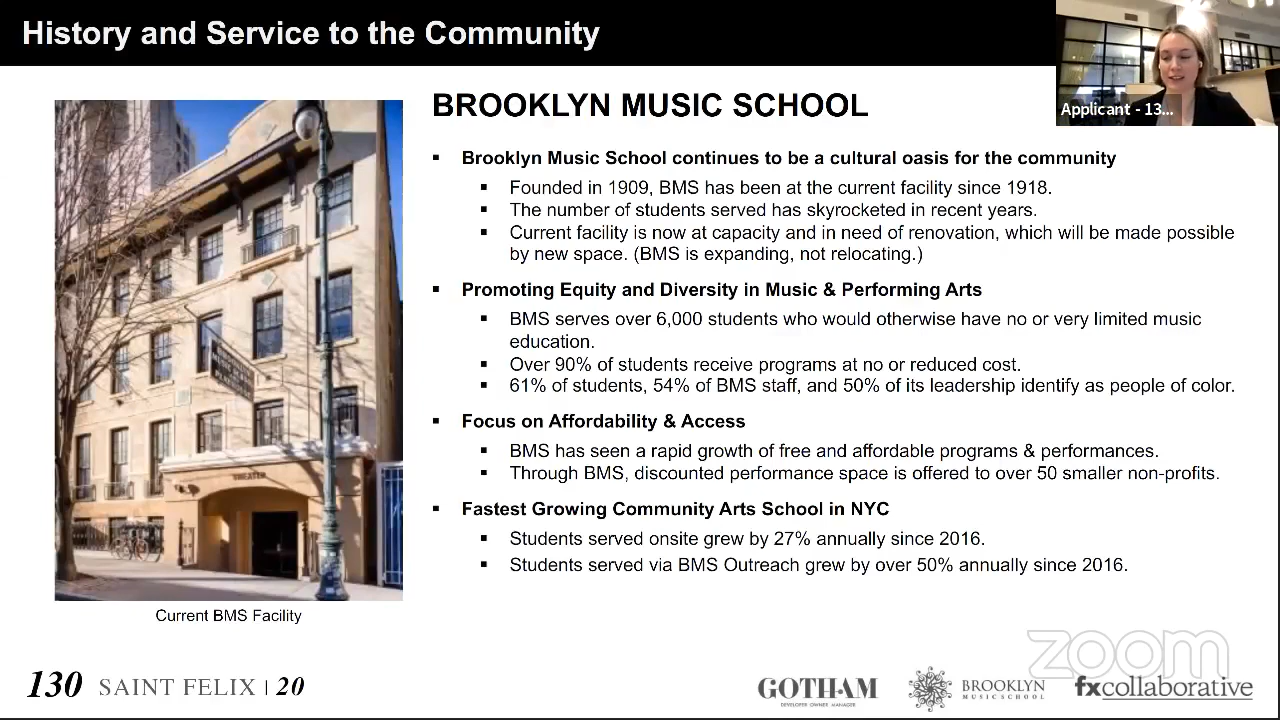 History and Service to the Community
Applicant - 13...
BROOKLYN MUSIC SCHOOL
▪ Brooklyn Music School continues to be a cultural oasis for the community
▪ Founded in 1909, BMS has been at the current facility since 1918.
▪ The number of students served has skyrocketed in recent years.
▪ Current facility is now at capacity and in need of renovation, which will be made possible
by new space. (BMS is expanding, not relocating.)
▪ Promoting Equity and Diversity in Music & Performing Arts
▪ BMS serves over 6,000 students who would otherwise have no or very limited music
education.
▪ Over 90% of students receive programs at no or reduced cost.
▪ 61% of students, 54% of BMS staff, and 50% of its leadership identify as people of color.
▪ Focus on Affordability & Access
▪ BMS has seen a rapid growth of free and affordable programs & performances.
▪ Through BMS, discounted performance space is offered to over 50 smaller non-profits.
▪ Fastest Growing Community Arts School in NYC
▪ Students served onsite grew by 27% annually since 2016.
▪ Students served via BMS Outreach grew by over 50% annually since 2016.
THEATER
Current BMS Facility
zoom
130 SAINT FELIX | 20
GOTHAM
DEVELOPER OWNER MANAGER
BROOKLYN
MUSIC SCHOOL
fxcollaborative